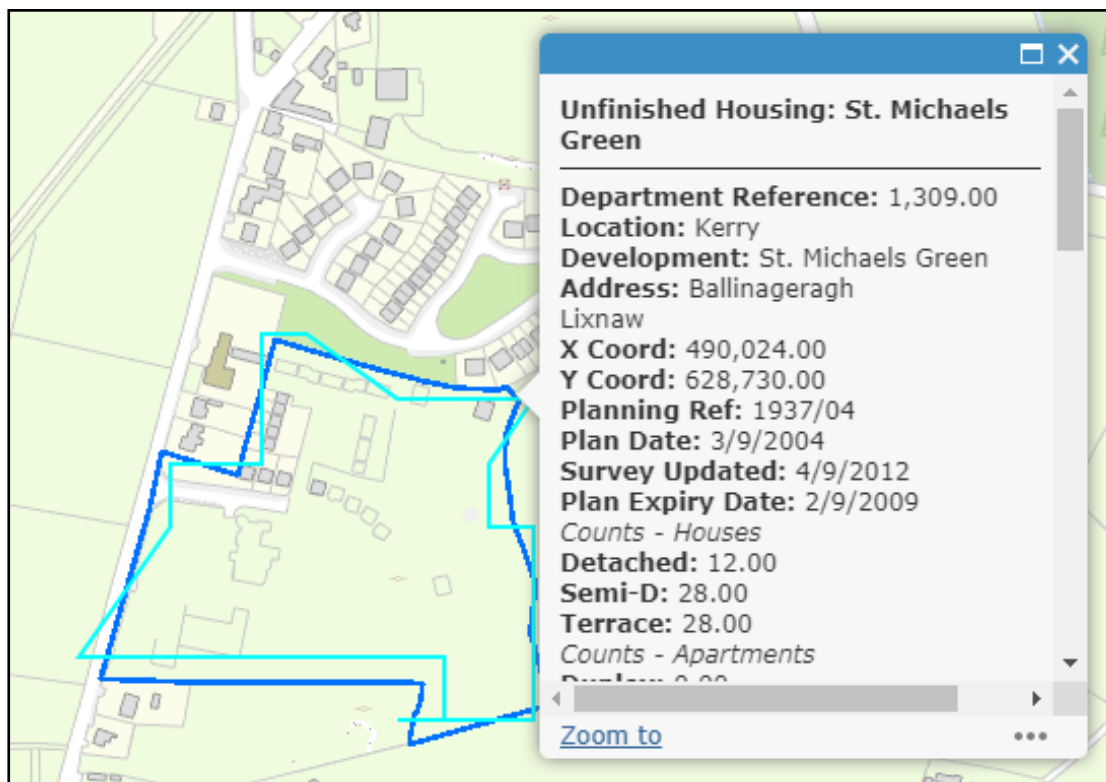 Unfinished Housing: St. Michaels
Green
Department Reference: 1,309.00
Location: Kerry
Development: St. Michaels Green
Address: Ballinageragh
Lixnaw
X Coord: 490,024.00
Y Coord: 628,730.00
Planning Ref: 1937/04
Plan Date: 3/9/2004
Survey Updated: 4/9/2012
Plan Expiry Date: 2/9/2009
Counts - Houses
Detached: 12.00
Semi-D: 28.00
Terrace: 28.00
Counts - Apartments
Zoom to